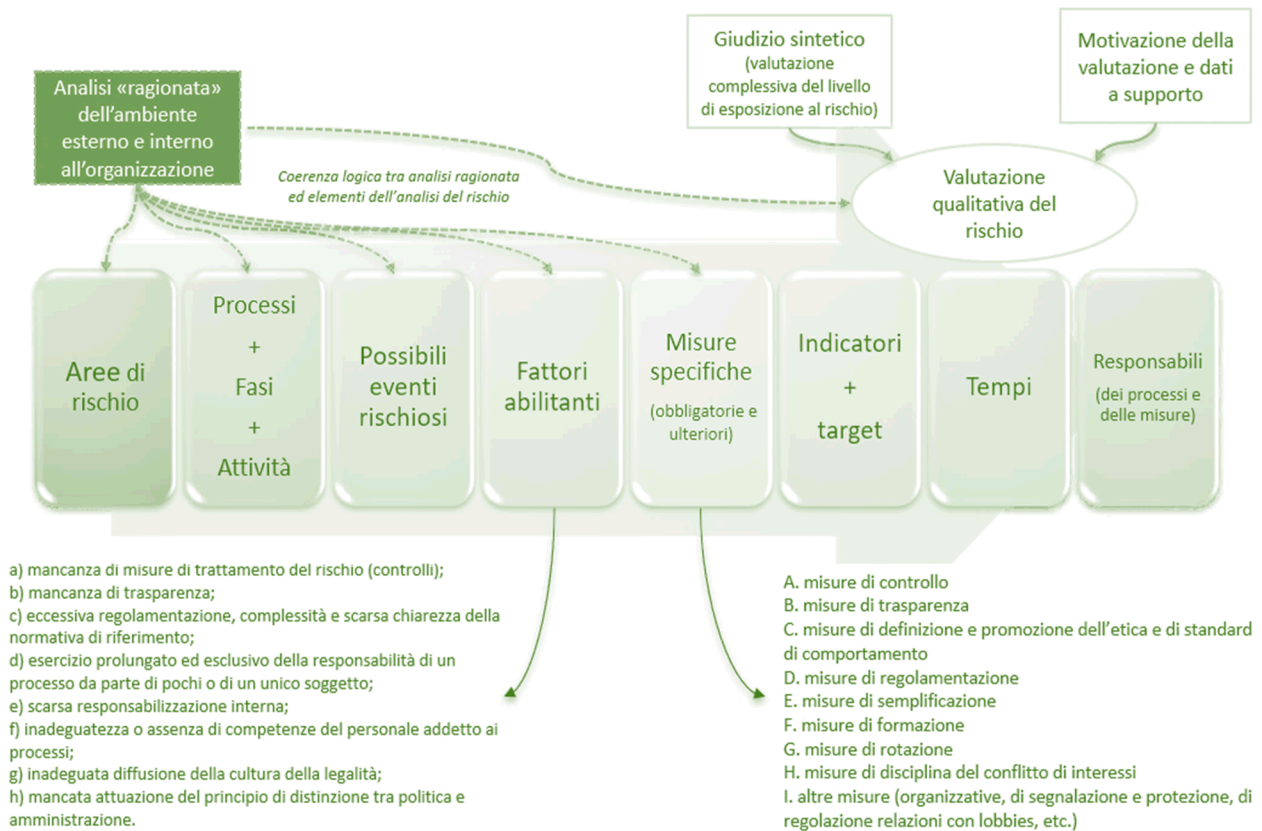 Giudizio sintetico
(valutazione
complessiva del livello
di esposizione al rischio)
Motivazione della
valutazione e dati
a supporto
Analisi «ragionata»
dell’ambiente
esterno e interno
all’organizzazione
Coerenza logica tra analisi ragionata
ed elementi dell’analisi del rischio
Valutazione
qualitativa del
rischio
Aree di
rischio
Processi
+
Fasi
+
Attività
Possibili
eventi
rischiosi
Fattori
abilitanti
Misure
specifiche
(obbligatorie e
ulteriori)
Indicatori
+
target
Tempi
Responsabili
(dei processi e
delle misure)
a) mancanza di misure di trattamento del rischio (controlli);
b) mancanza di trasparenza;
c) eccessiva regolamentazione, complessità e scarsa chiarezza della
normativa di riferimento;
d) esercizio prolungato ed esclusivo della responsabilità di un
processo da parte di pochi o di un unico soggetto;
e) scarsa responsabilizzazione interna;
f) inadeguatezza o assenza di competenze del personale addetto ai
processi;
g) inadeguata diffusione della cultura della legalità;
h) mancata attuazione del principio di distinzione tra politica e
amministrazione.
A. misure di controllo
B. misure di trasparenza
C. misure di definizione e promozione dell’etica e di standard
di comportamento
D. misure di regolamentazione
E. misure di semplificazione
F. misure di formazione
G. misure di rotazione
H. misure di disciplina del conflitto di interessi
I. altre misure (organizzative, di segnalazione e protezione, di
regolazione relazioni con lobbies, etc.)